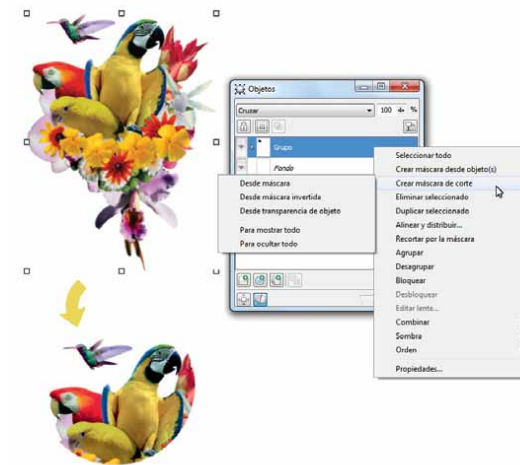 Objetos
Cruzar 100 %
Grupo
Fondo
Seleccionar todo
Crear máscara desde objeto(s)
Crear máscara de corte
Eliminar seleccionado
Duplicar seleccionado
Alinear y distribuir...
Recortar por la máscara
Agrupar
Desagrupar
Bloquear
Desbloquear
Editar lente...
Combinar
Sombra
Orden
Propiedades...
Desde máscara
Desde máscara invertida
Desde transparencia de objeto
Para mostrar todo
Para ocultar todo